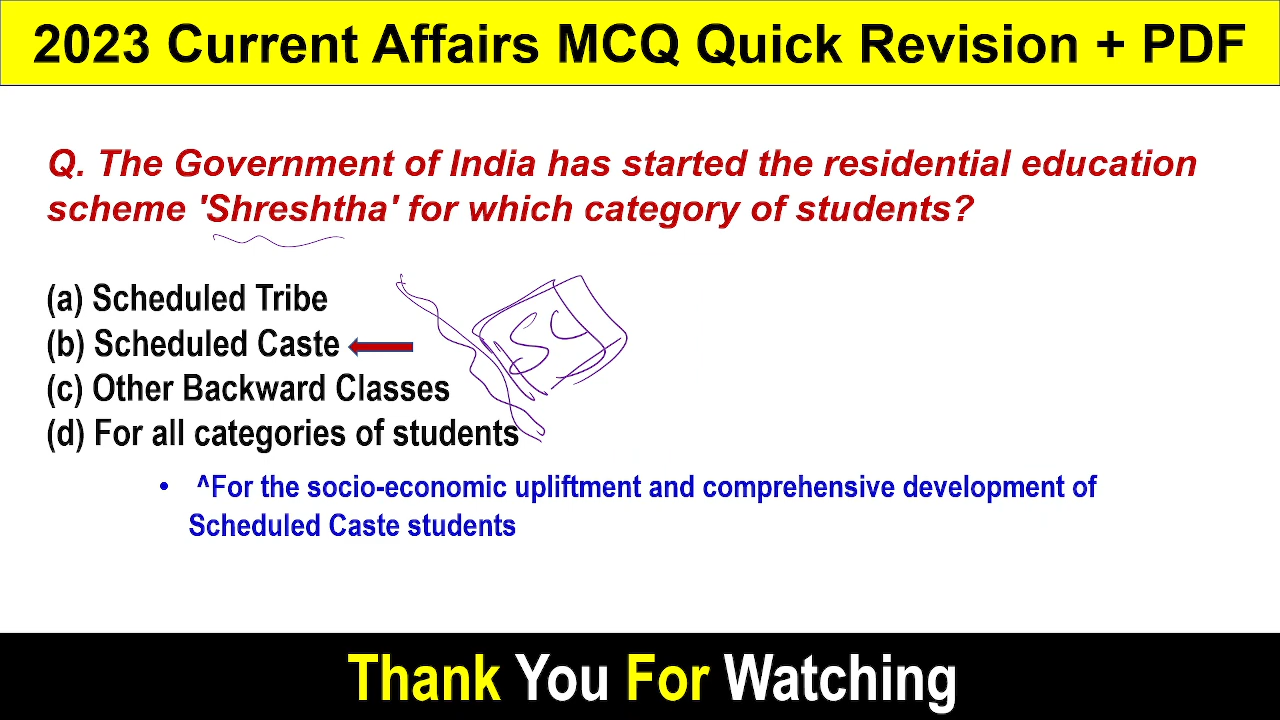 2023 Current Affairs MCQ Quick Revision + PDF
Q. The Government of India has started the residential education
scheme 'Shreshtha' for which category of students?
(a) Scheduled Tribe
(b) Scheduled Caste
(c) Other Backward Classes
(d) For all categories of students
SC
• ^For the socio-economic upliftment and comprehensive development of
Scheduled Caste students
Thank You For Watching